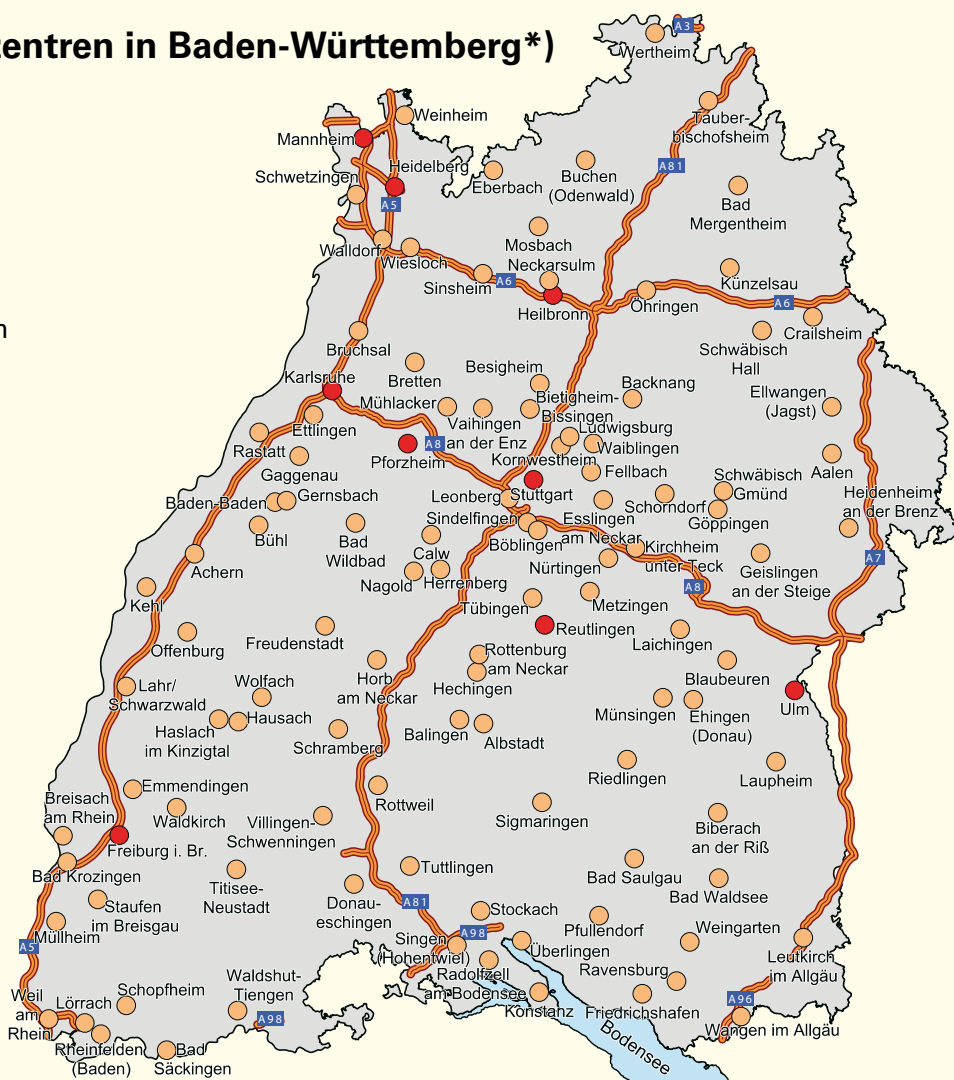 zentren in Baden-Württemberg*)
A3
Wertheim
Weinheim
Tauber-
bischofsheim
Mannheim
Heidelberg
A81
Schwetzingen
Eberbach
Buchen
(Odenwald)
A5
Bad
Mergentheim
Walldorf
Wiesloch
Mosbach
Neckarsulm
Sinsheim
A6
Künzelsau
Heilbronn
Öhringen
A6
n
Crailsheim
Bruchsal
Schwäbisch
Hall
Karlsruhe
Bretten
Besigheim
Backnang
Ellwangen
(Jagst)
Mühlacker
Bietigheim-
Bissingen
Ettlingen
Vaihingen
an der Enz
Ludwigsburg
Rastatt
A8
Waiblingen
Pforzheim
Kornwestheim
Gaggenau
Fellbach
Aalen
Baden-Baden
Gernsbach
Leonberg
Stuttgart
Schwäbisch
Gmünd
Heidenheim
an der Brenz
Schorndorf
Göppingen
Sindelfingen
Esslingen
am Neckar
Bühl
Bad
Wildbad
Böblingen
Calw
Kirchheim
unter Teck
A7
Achern
Nagold
Herrenberg
Nürtingen
A8
Geislingen
an der Steige
Kehl
Tübingen
Metzingen
Reutlingen
Offenburg
Freudenstadt
Laichingen
Rottenburg
am Neckar
Horb
am Neckar
Hechingen
Blaubeuren
Lahr/
Schwarzwald
Wolfach
Hausach
Münsingen
Ehingen
(Donau)
Ulm
Haslach
im Kinzigtal
Schramberg
Balingen
Albstadt
Riedlingen
Laupheim
Emmendingen
Breisach
am Rhein
Waldkirch
Rottweil
Villingen-
Schwenningen
Sigmaringen
Biberach
an der Riß
Freiburg i. Br.
Bad Krozingen
Titisee-
Neustadt
Tuttlingen
Bad Saulgau
Bad Waldsee
Staufen
im Breisgau
Donau-
eschingen
A81
Stockach
Müllheim
A5
A98
Pfullendorf
Weingarten
Singen
(Hohentwiel)
Überlingen
Leutkirch
im Allgäu
Radolfzell
am Bodensee
Ravensburg
Waldshut-
Tiengen
Schopfheim
Weil
am
Rhein
Lörrach
A98
Konstanz
Friedrichshafen
A96
Wangen im Allgäu
Bodensee
Rheinfelden
(Baden)
Bad
Säckingen